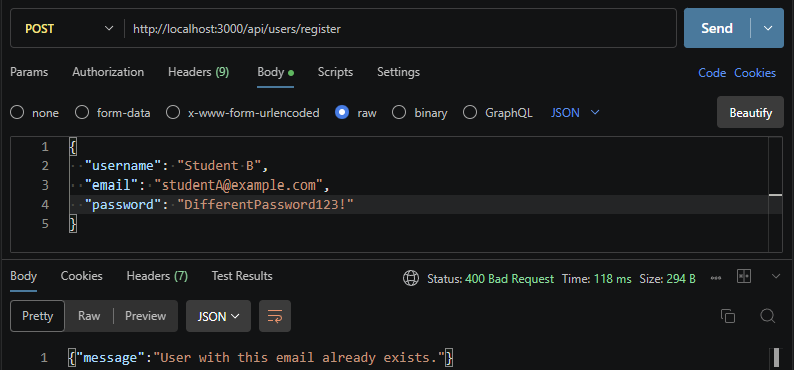 POST http://localhost:3000/api/users/register Send
Params Authorization Headers (9) Body Scripts Settings Code Cookies
none form-data x-www-form-urlencoded raw binary GraphQL JSON Beautify
1 {
2 "username": "Student B",
3 "email": "studentA@example.com",
4 "password": "DifferentPassword123!"
5 }
Body Cookies Headers (7) Test Results Status: 400 Bad Request Time: 118 ms Size: 294 B
Pretty Raw Preview JSON
1 {"message":"User with this email already exists."}